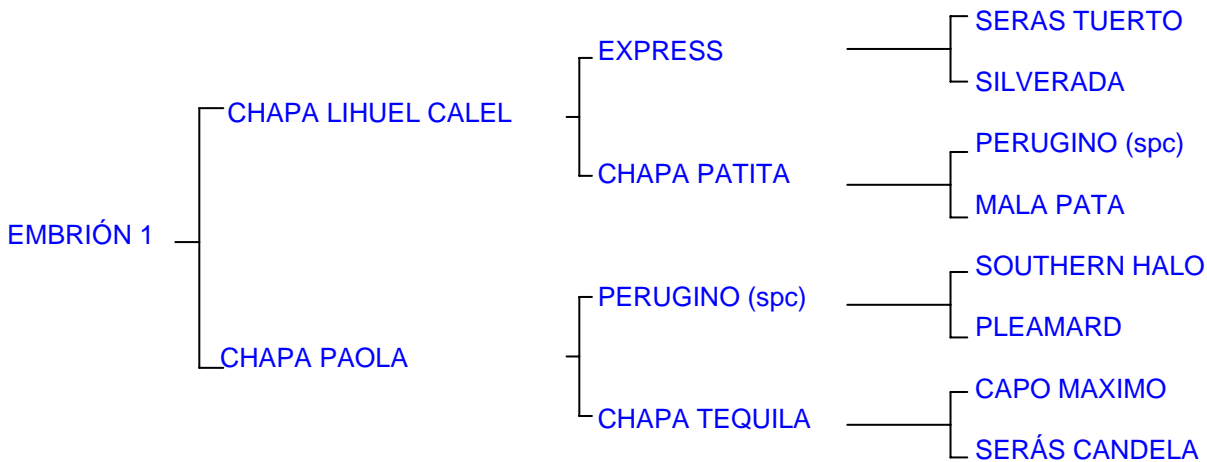 SERAS TUERTO
EXPRESS
SILVERADA
CHAPA LIHUEL CALEL
PERUGINO (spc)
CHAPA PATITA
MALA PATA
EMBRIÓN 1
SOUTHERN HALO
PERUGINO (spc)
PLEAMARD
CHAPA PAOLA
CAPO MAXIMO
CHAPA TEQUILA
SERÁS CANDELA